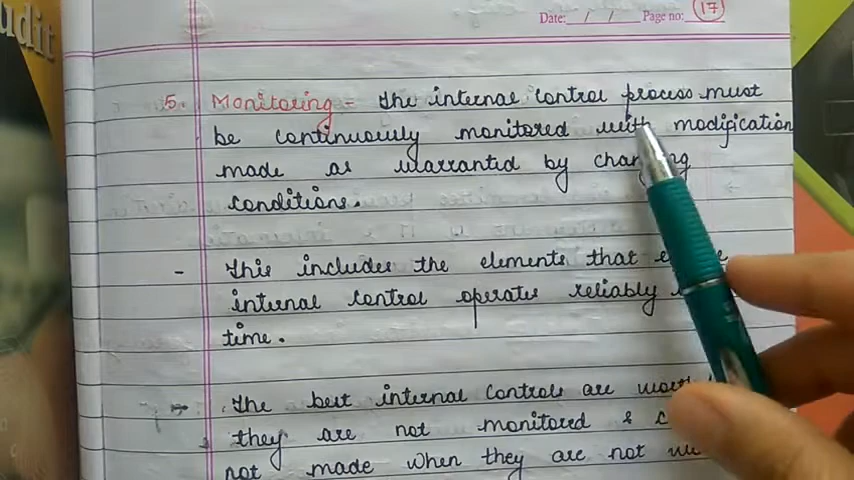 udit
Date: / / Page no: 17
5. Monitoring = the internal control process must
be continuously monitored with modification
made as warranted by
conditions.
- This includes the elements that
internal control operates reliably
time.
→ The best internal controls are
they are not monitored &
not made when they are not